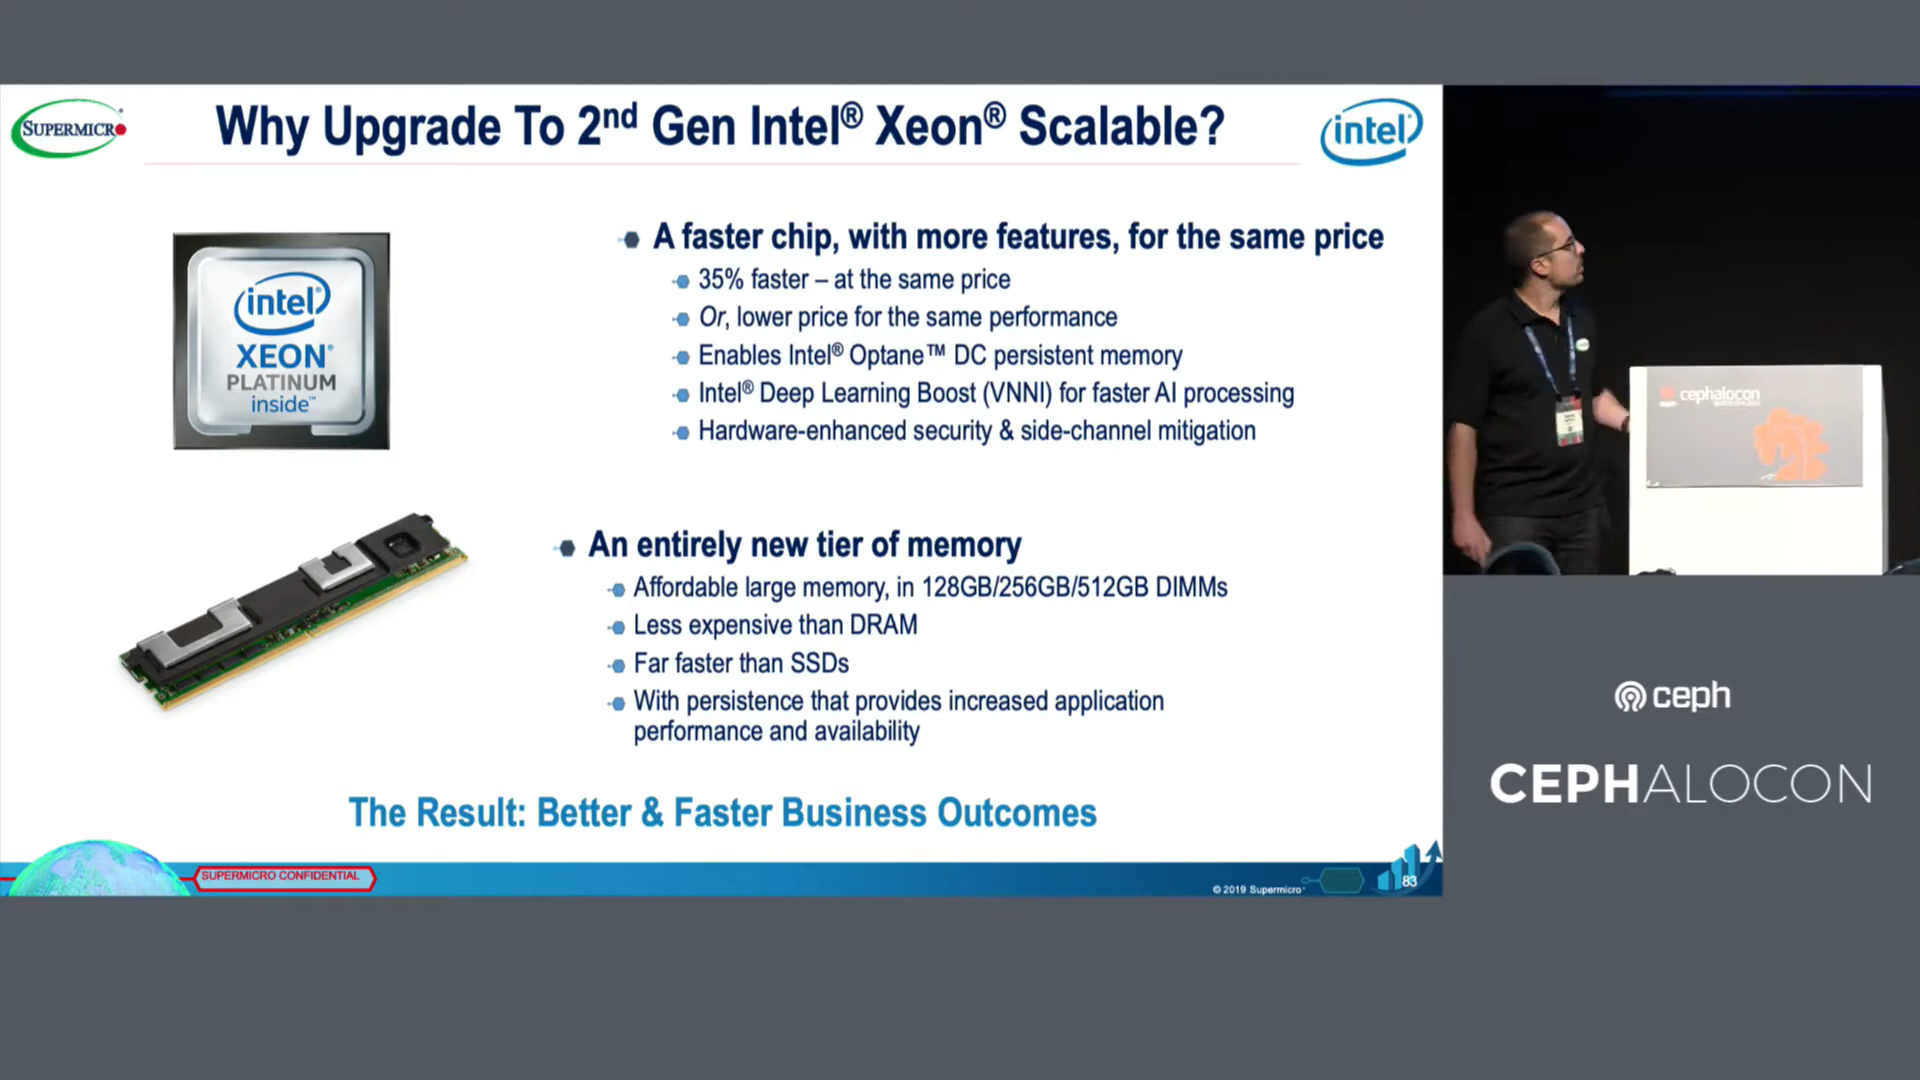 SUPERMICRO
Why Upgrade To 2nd Gen Intel® Xeon® Scalable?
intel
intel
XEON®
PLATINUM
inside™
A faster chip, with more features, for the same price
35% faster – at the same price
Or, lower price for the same performance
Enables Intel® Optane™ DC persistent memory
Intel® Deep Learning Boost (VNNI) for faster AI processing
Hardware-enhanced security & side-channel mitigation
An entirely new tier of memory
Affordable large memory, in 128GB/256GB/512GB DIMMs
Less expensive than DRAM
Far faster than SSDs
With persistence that provides increased application
performance and availability
The Result: Better & Faster Business Outcomes
SUPERMICRO CONFIDENTIAL
© 2019 Supermicro
83
cephalocon
ceph
CEPHALOCON